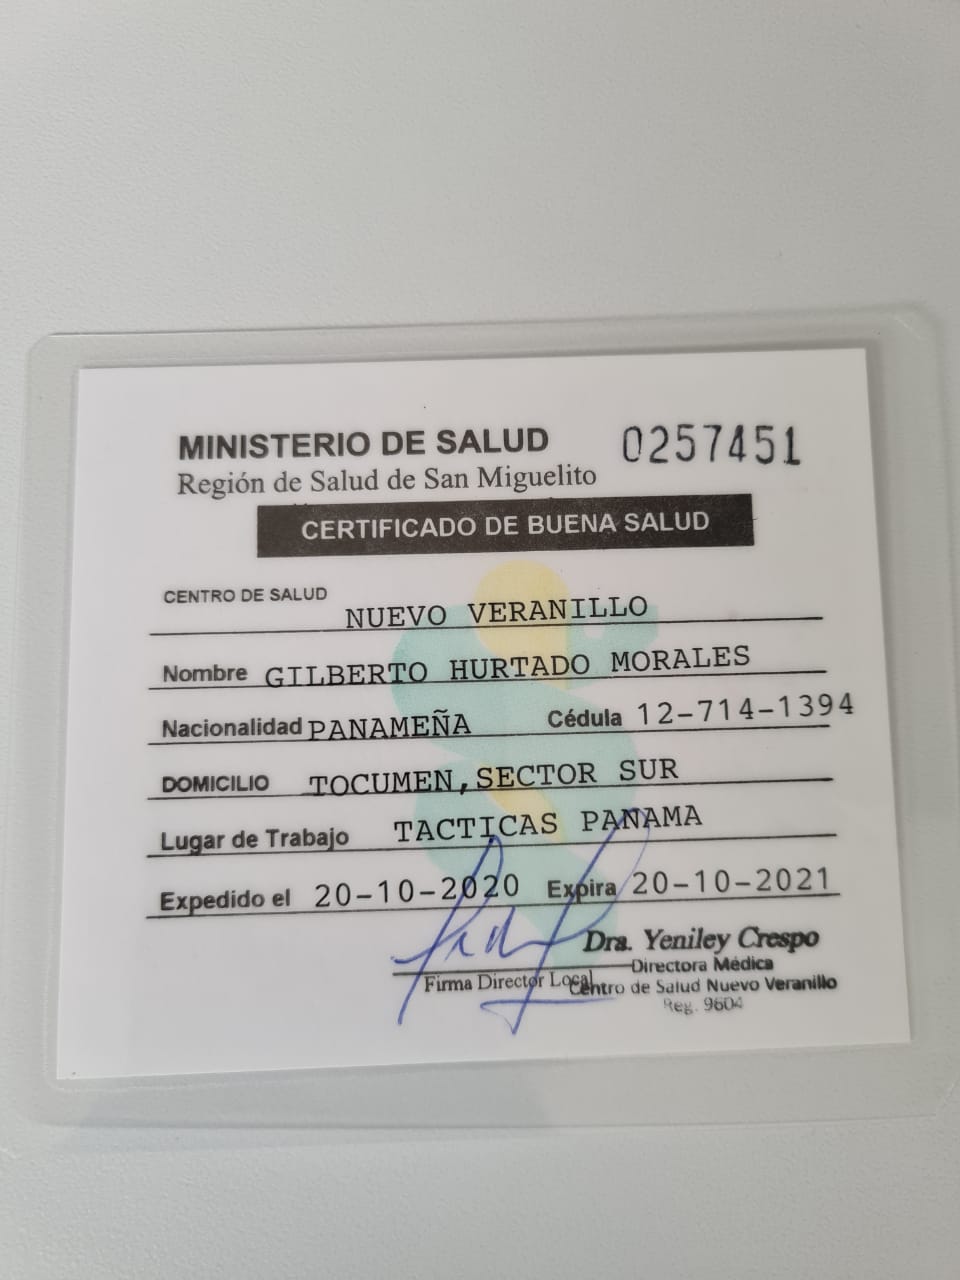 MINISTERIO DE SALUD 0257451
Región de Salud de San Miguelito
CERTIFICADO DE BUENA SALUD
CENTRO DE SALUD NUEVO VERANILLO
Nombre GILBERTO HURTADO MORALES
Nacionalidad PANAMEÑA Cédula 12-714-1394
DOMICILIO TOCUMEN, SECTOR SUR
Lugar de Trabajo TACTICAS PANAMA
Expedido el 20-10-2020 Expira 20-10-2021
Dra. Yeniley Crespo
Directora Médica
Firma Director Local Centro de Salud Nuevo Veranillo
Reg. 9604